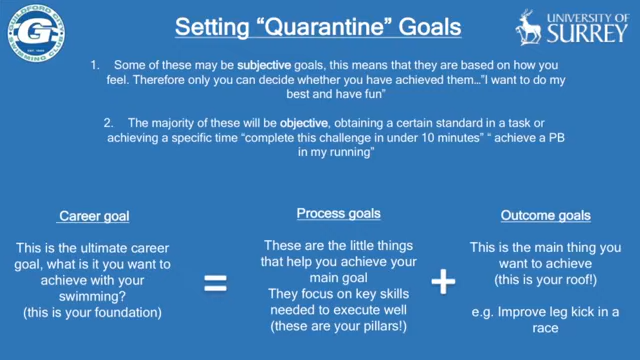 GUILDFORD CITY
G
SWIMMING CLUB
Setting “Quarantine” Goals
UNIVERSITY OF
SURREY
1. Some of these may be subjective goals, this means that they are based on how you
feel. Therefore only you can decide whether you have achieved them…”I want to do my
best and have fun”
2. The majority of these will be objective, obtaining a certain standard in a task or
achieving a specific time “complete this challenge in under 10 minutes” “ achieve a PB
in my running”
Career goal
This is the ultimate career
goal, what is it you want to
achieve with your
swimming?
(this is your foundation)
=
Process goals
These are the little things
that help you achieve your
main goal
They focus on key skills
needed to execute well
(these are your pillars!)
+
Outcome goals
This is the main thing you
want to achieve
(this is your roof!)
e.g. Improve leg kick in a
race